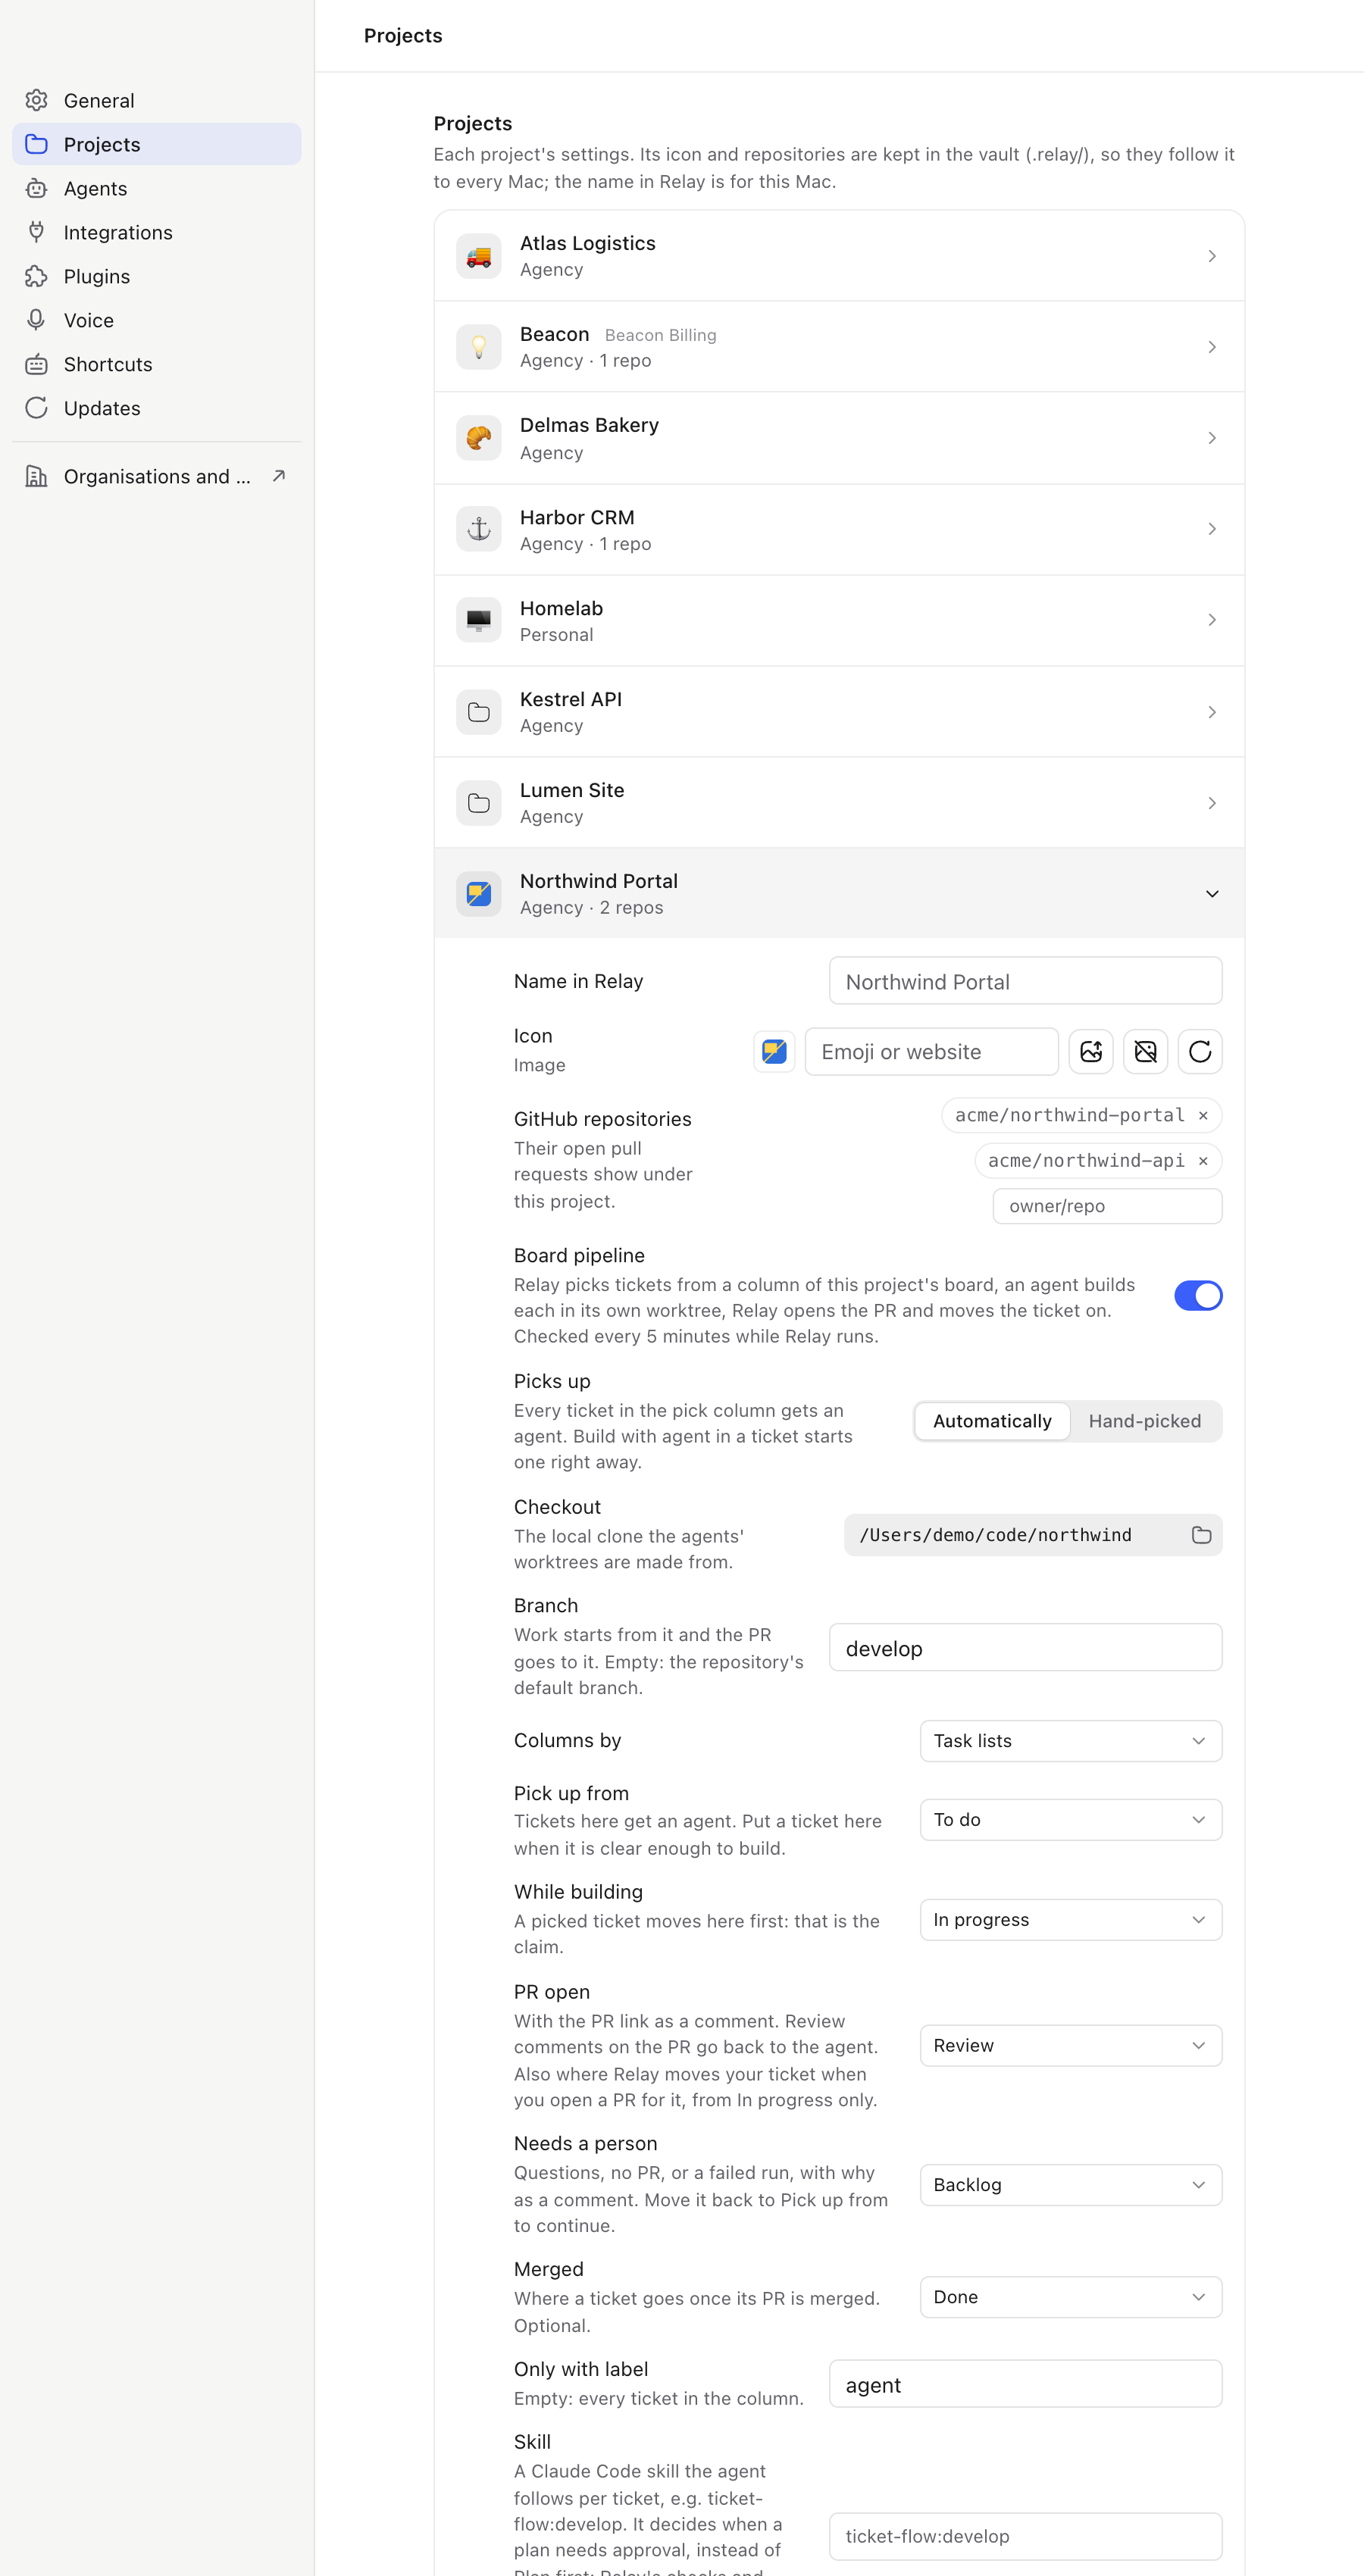 Projects
General
Projects
Agents
Integrations
Plugins
Voice
Shortcuts
Updates
Organisations and ...
Projects
Each project's settings. Its icon and repositories are kept in the vault (.relay/), so they follow it
to every Mac; the name in Relay is for this Mac.
Atlas Logistics
Agency
Beacon Beacon Billing
Agency · 1 repo
Delmas Bakery
Agency
Harbor CRM
Agency · 1 repo
Homelab
Personal
Kestrel API
Agency
Lumen Site
Agency
Northwind Portal
Agency · 2 repos
Name in Relay
Northwind Portal
Icon
Image
Emoji or website
GitHub repositories
Their open pull
requests show under
this project.
acme/northwind-portal ×
acme/northwind-api ×
owner/repo
Board pipeline
Relay picks tickets from a column of this project's board, an agent builds
each in its own worktree, Relay opens the PR and moves the ticket on.
Checked every 5 minutes while Relay runs.
Picks up
Every ticket in the pick column gets an
agent. Build with agent in a ticket starts
one right away.
Automatically Hand-picked
Checkout
The local clone the agents'
worktrees are made from.
/Users/demo/code/northwind
Branch
Work starts from it and the PR
goes to it. Empty: the repository's
default branch.
develop
Columns by
Task lists
Pick up from
Tickets here get an agent. Put a ticket here
when it is clear enough to build.
To do
While building
A picked ticket moves here first: that is the
claim.
In progress
PR open
With the PR link as a comment. Review
comments on the PR go back to the agent.
Also where Relay moves your ticket when
you open a PR for it, from In progress only.
Review
Needs a person
Questions, no PR, or a failed run, with why
as a comment. Move it back to Pick up from
to continue.
Backlog
Merged
Where a ticket goes once its PR is merged.
Optional.
Done
Only with label
Empty: every ticket in the column.
agent
Skill
A Claude Code skill the agent
follows per ticket, e.g. ticket-
flow:develop. It decides when a
plan needs approval, instead of
Plan first: Relay's checks and
ticket-flow:develop